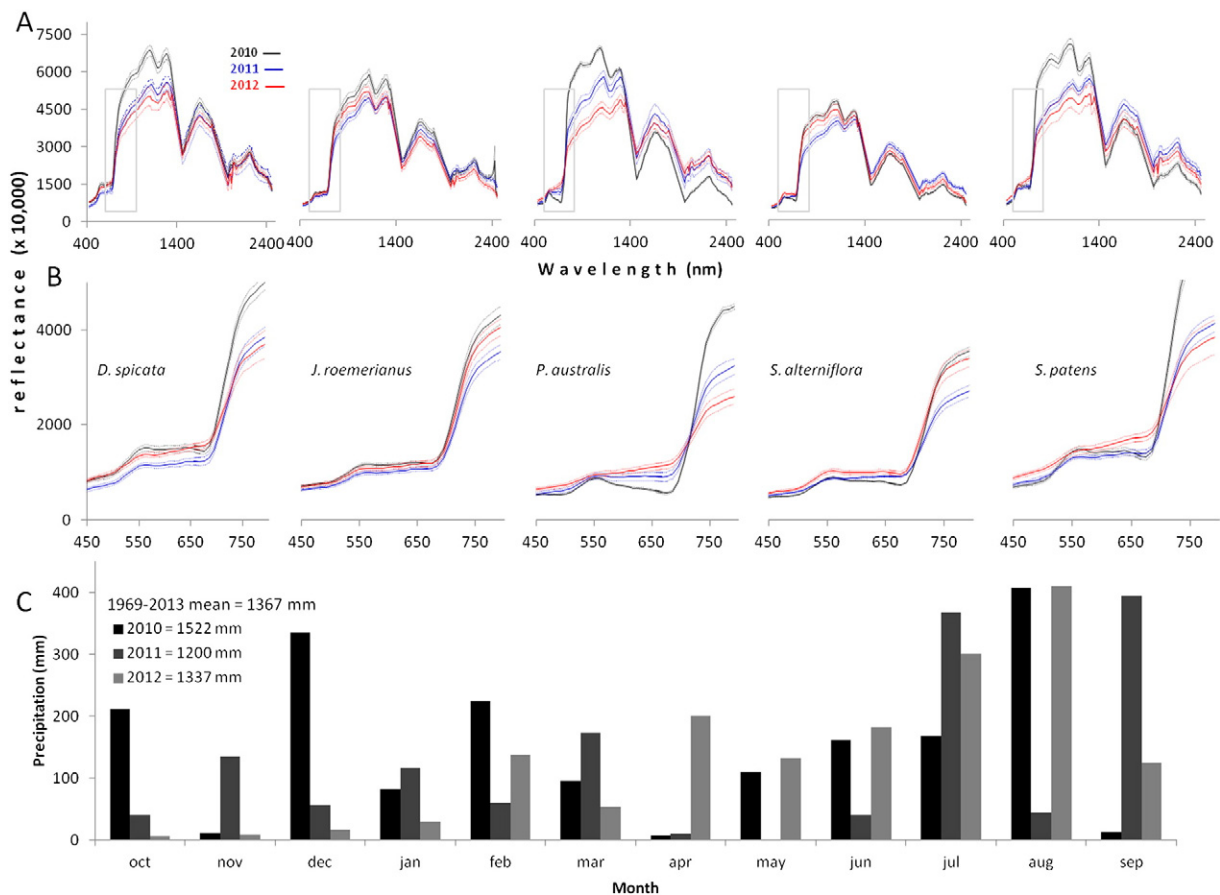 A
reflectance (x 10,000)
7500
6000
4500
3000
1500
0
2010
2011
2012
400 1400 2400
400 1400 2400
400 1400 2400
400 1400 2400
400 1400 2400
Wavelength (nm)
B
4000
2000
0
D. spicata
J. roemerianus
P. australis
S. alterniflora
S. patens
450 550 650 750
450 550 650 750
450 550 650 750
450 550 650 750
450 550 650 750
C
Precipitation (mm)
400
300
200
100
0
1969-2013 mean = 1367 mm
2010 = 1522 mm
2011 = 1200 mm
2012 = 1337 mm
oct nov dec jan feb mar apr may jun jul aug sep
Month